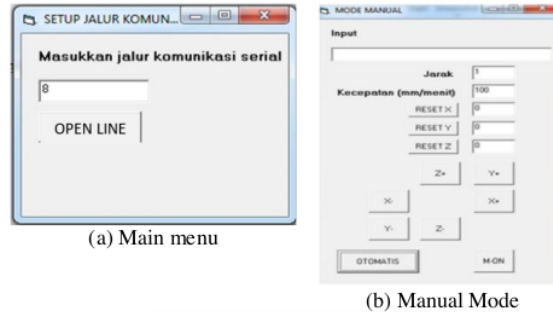 SETUP JALUR KOMUN...
Masukkan jalur komunikasi serial
8
OPEN LINE
(a) Main menu
MODE MANUAL
Input
Jarak 1
Kecepatan (mm/menit) 100
RESET X 0
RESET Y 0
RESET Z 0
Z+ Y+
X- X+
Y- Z-
OTOMATIS M-ON
(b) Manual Mode